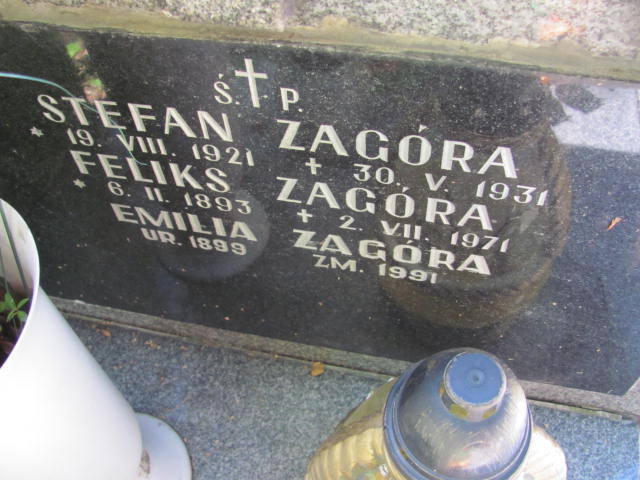 Ś. † P.
STEFAN ZAGÓRA
* 19. VIII. 1921 † 30. V. 1931
FELIKS ZAGÓRA
* 6. II. 1893 † 2. VII. 1971
EMILIA ZAGÓRA
UR. 1899 ZM. 1991